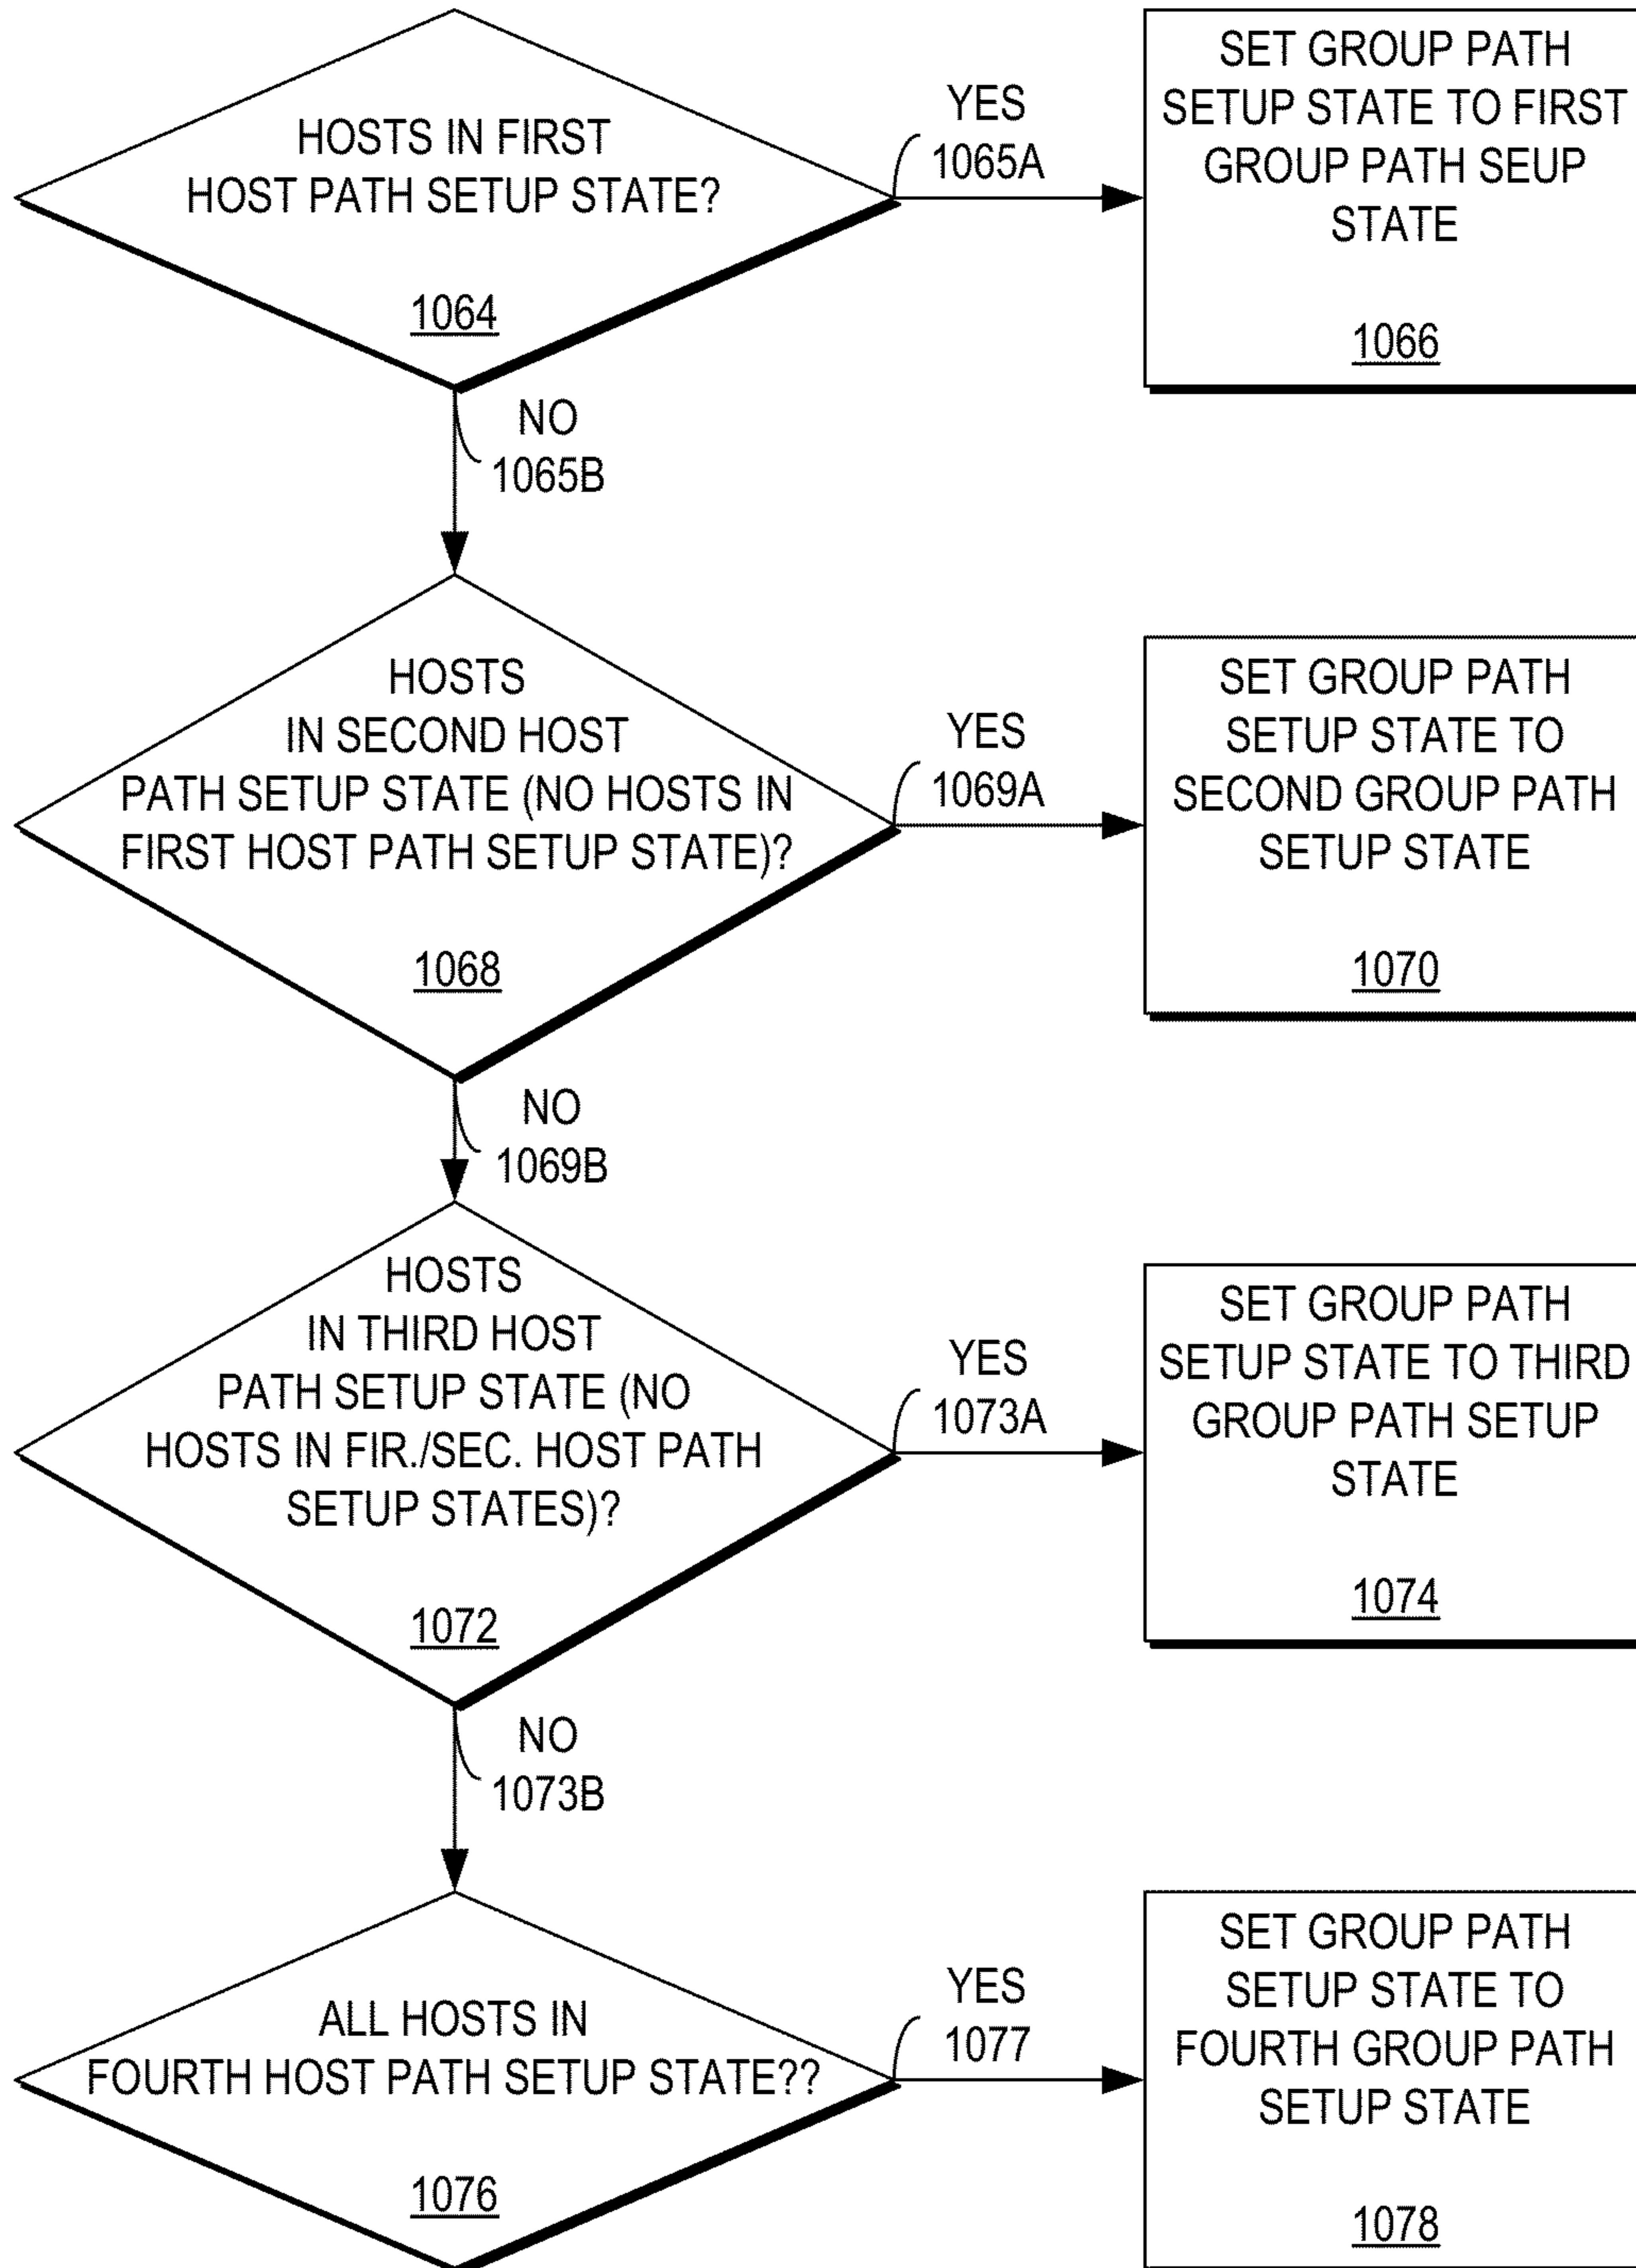 HOSTS IN FIRST
HOST PATH SETUP STATE?
1064
YES
1065A
SET GROUP PATH
SETUP STATE TO FIRST
GROUP PATH SEUP
STATE
1066
NO
1065B
HOSTS
IN SECOND HOST
PATH SETUP STATE (NO HOSTS IN
FIRST HOST PATH SETUP STATE)?
1068
YES
1069A
SET GROUP PATH
SETUP STATE TO
SECOND GROUP PATH
SETUP STATE
1070
NO
1069B
HOSTS
IN THIRD HOST
PATH SETUP STATE (NO
HOSTS IN FIR./SEC. HOST PATH
SETUP STATES)?
1072
YES
1073A
SET GROUP PATH
SETUP STATE TO THIRD
GROUP PATH SETUP
STATE
1074
NO
1073B
ALL HOSTS IN
FOURTH HOST PATH SETUP STATE??
1076
YES
1077
SET GROUP PATH
SETUP STATE TO
FOURTH GROUP PATH
SETUP STATE
1078